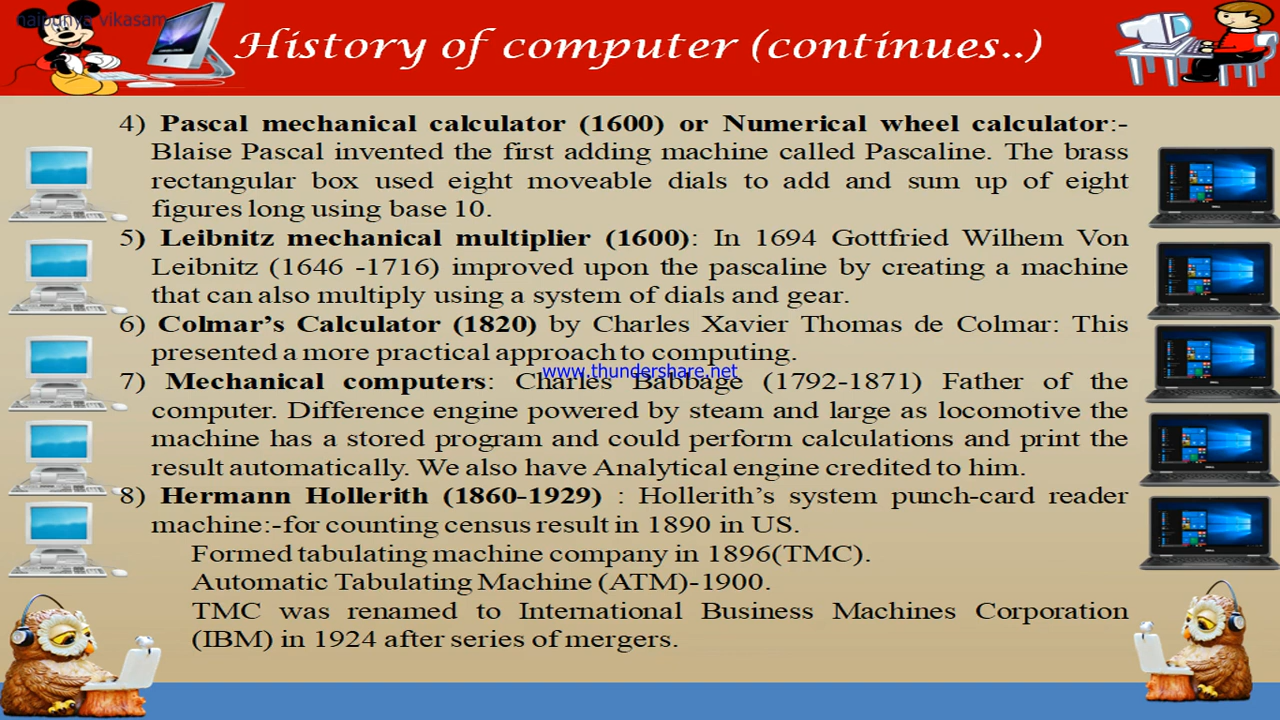 naipunya vikasam
History of computer (continues..)
4) Pascal mechanical calculator (1600) or Numerical wheel calculator:-
Blaise Pascal invented the first adding machine called Pascaline. The brass
rectangular box used eight moveable dials to add and sum up of eight
figures long using base 10.
5) Leibnitz mechanical multiplier (1600): In 1694 Gottfried Wilhem Von
Leibnitz (1646 -1716) improved upon the pascaline by creating a machine
that can also multiply using a system of dials and gear.
6) Colmar's Calculator (1820) by Charles Xavier Thomas de Colmar: This
presented a more practical approach to computing.
www.thundershare.net
7) Mechanical computers: Charles Babbage (1792-1871) Father of the
computer. Difference engine powered by steam and large as locomotive the
machine has a stored program and could perform calculations and print the
result automatically. We also have Analytical engine credited to him.
8) Hermann Hollerith (1860-1929) : Hollerith's system punch-card reader
machine:-for counting census result in 1890 in US.
Formed tabulating machine company in 1896(TMC).
Automatic Tabulating Machine (ATM)-1900.
TMC was renamed to International Business Machines Corporation
(IBM) in 1924 after series of mergers.